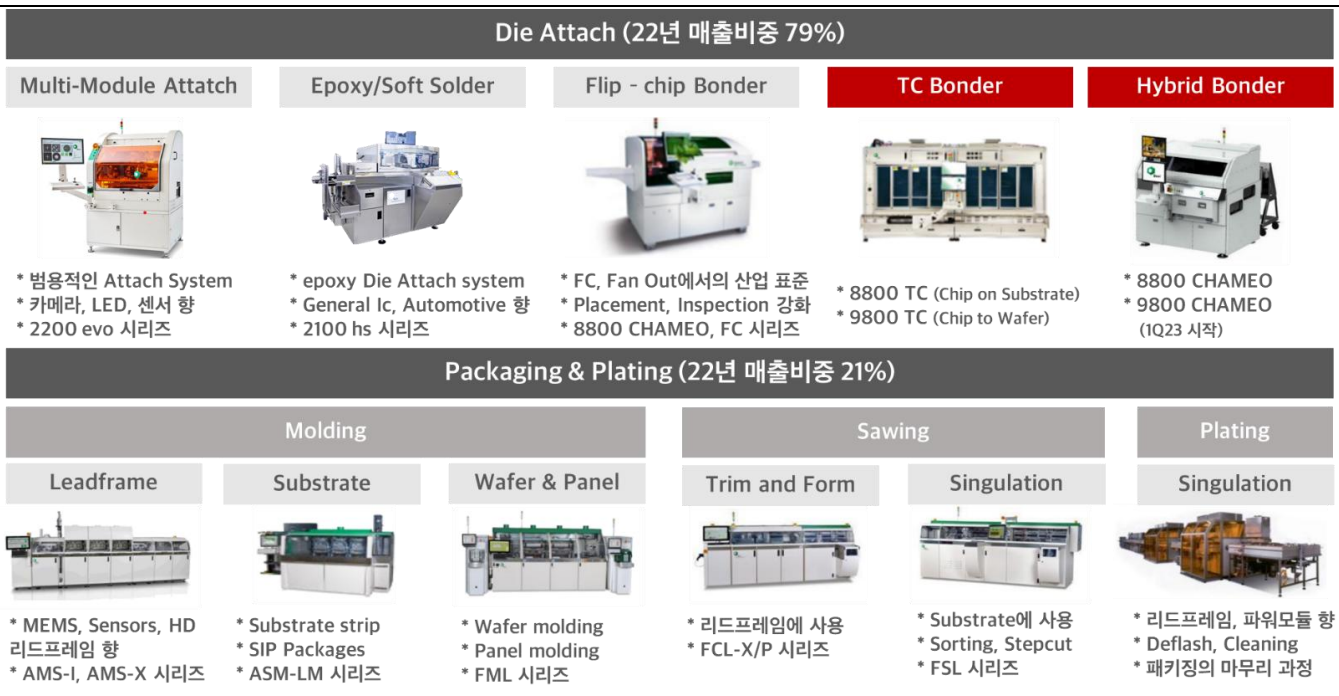 Die Attach (22년 매출비중 79%)
Multi-Module Attatch
Epoxy/Soft Solder
Flip - chip Bonder
TC Bonder
Hybrid Bonder
* 범용적인 Attach System
* 카메라, LED, 센서 향
* 2200 evo 시리즈
* epoxy Die Attach system
* General Ic, Automotive 향
* 2100 hs 시리즈
* FC, Fan Out에서의 산업 표준
* Placement, Inspection 강화
* 8800 CHAMEO, FC 시리즈
* 8800 TC (Chip on Substrate)
* 9800 TC (Chip to Wafer)
* 8800 CHAMEO
* 9800 CHAMEO
(1Q23 시작)
Packaging & Plating (22년 매출비중 21%)
Molding
Sawing
Plating
Leadframe
Substrate
Wafer & Panel
Trim and Form
Singulation
Singulation
* MEMS, Sensors, HD
리드프레임 향
* AMS-I, AMS-X 시리즈
* Substrate strip
* SIP Packages
* ASM-LM 시리즈
* Wafer molding
* Panel molding
* FML 시리즈
* 리드프레임에 사용
* FCL-X/P 시리즈
* Substrate에 사용
* Sorting, Stepcut
* FSL 시리즈
* 리드프레임, 파워모듈 향
* Deflash, Cleaning
* 패키징의 마무리 과정